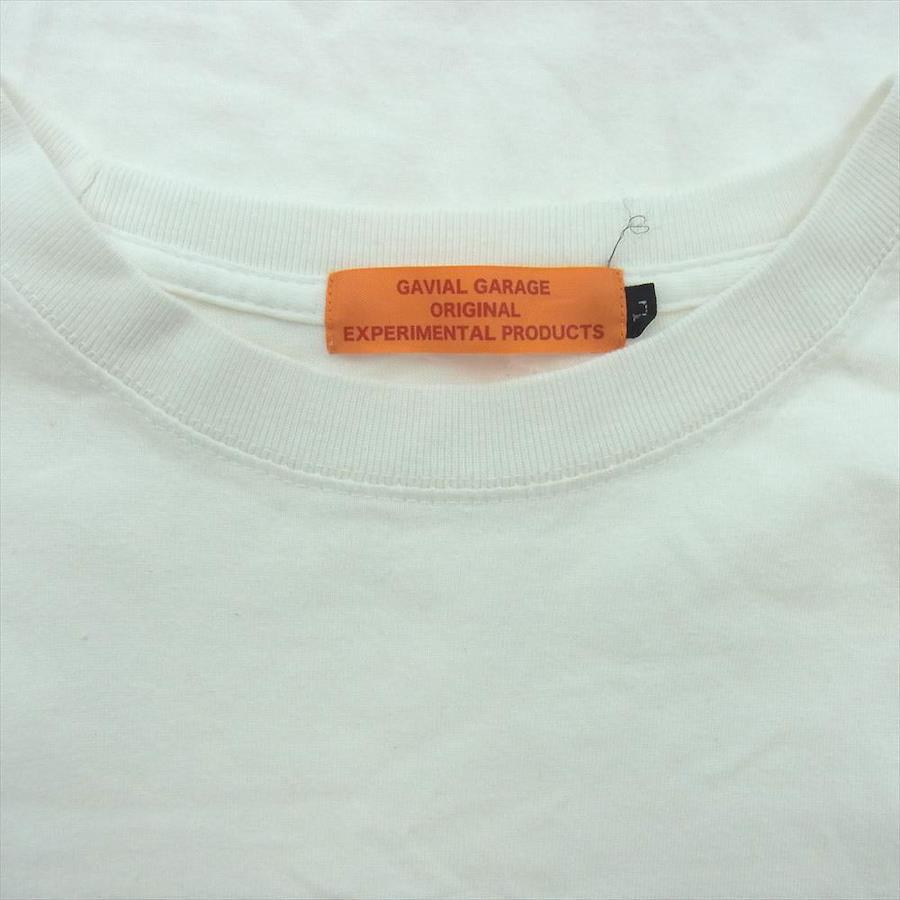 GAVIAL GARAGE
ORIGINAL
EXPERIMENTAL PRODUCTS
L